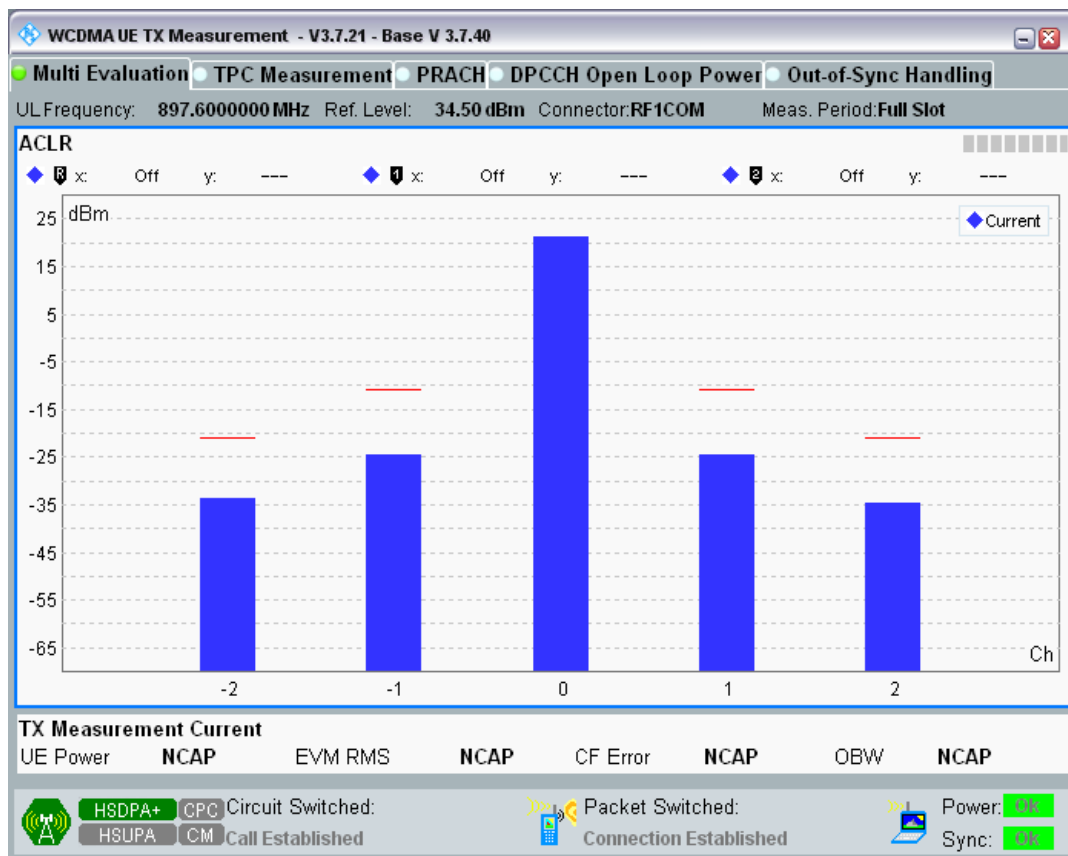 WCDMA UE TX Measurement - V3.7.21 - Base V 3.7.40
Multi Evaluation TPC Measurement PRACH DPCCH Open Loop Power Out-of-Sync Handling
UL Frequency: 897.6000000 MHz Ref. Level: 34.50 dBm Connector:RF1COM Meas. Period:Full Slot
ACLR
R x: Off y: --- 1 x: Off y: --- 2 x: Off y: ---
dBm
Current
25
15
5
-5
-15
-25
-35
-45
-55
-65
Ch
-2 -1 0 1 2
TX Measurement Current
UE Power NCAP EVM RMS NCAP CF Error NCAP OBW NCAP
HSDPA+ CPC Circuit Switched: Packet Switched: Power: OK
HSUPA CM Call Established Connection Established Sync: OK